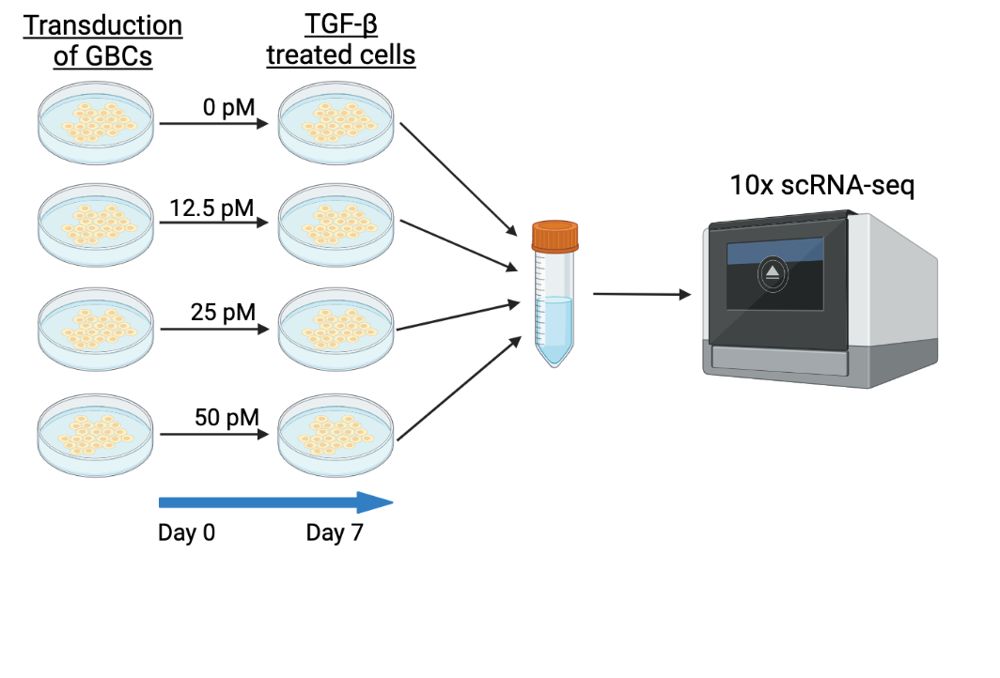 Transduction
of GBCs
TGF-β
treated cells
0 pM
12.5 pM
25 pM
50 pM
Day 0
Day 7
10x scRNA-seq